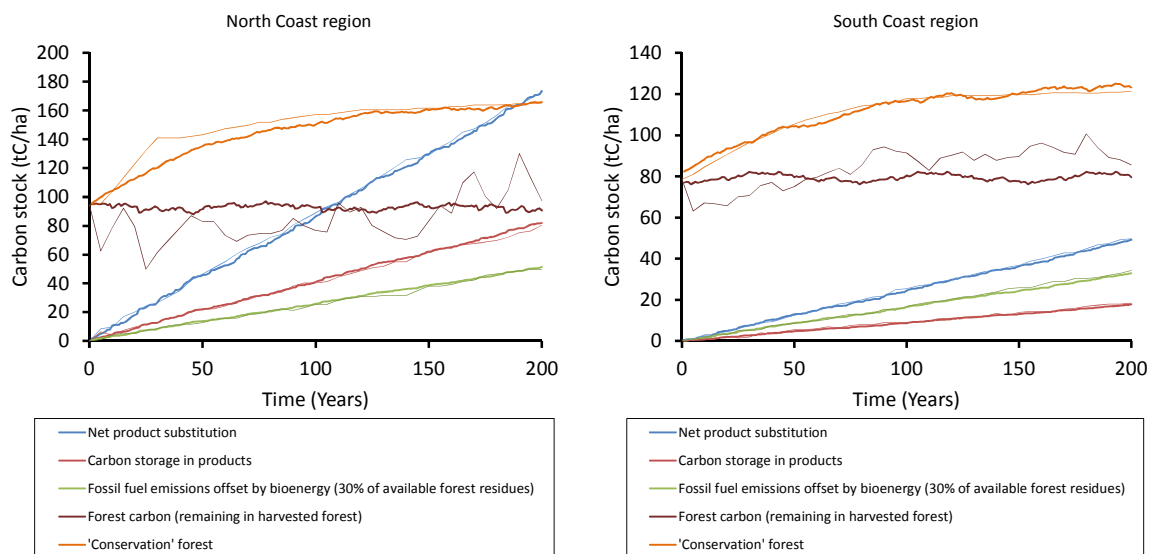 North Coast region
200
180
160
140
120
100
80
60
40
20
0
Carbon stock (tC/ha)
0 50 100 150 200
Time (Years)
Net product substitution
Carbon storage in products
Fossil fuel emissions offset by bioenergy (30% of available forest residues)
Forest carbon (remaining in harvested forest)
'Conservation' forest
South Coast region
140
120
100
80
60
40
20
0
Carbon stock (tC/ha)
0 50 100 150 200
Time (Years)
Net product substitution
Carbon storage in products
Fossil fuel emissions offset by bioenergy (30% of available forest residues)
Forest carbon (remaining in harvested forest)
'Conservation' forest